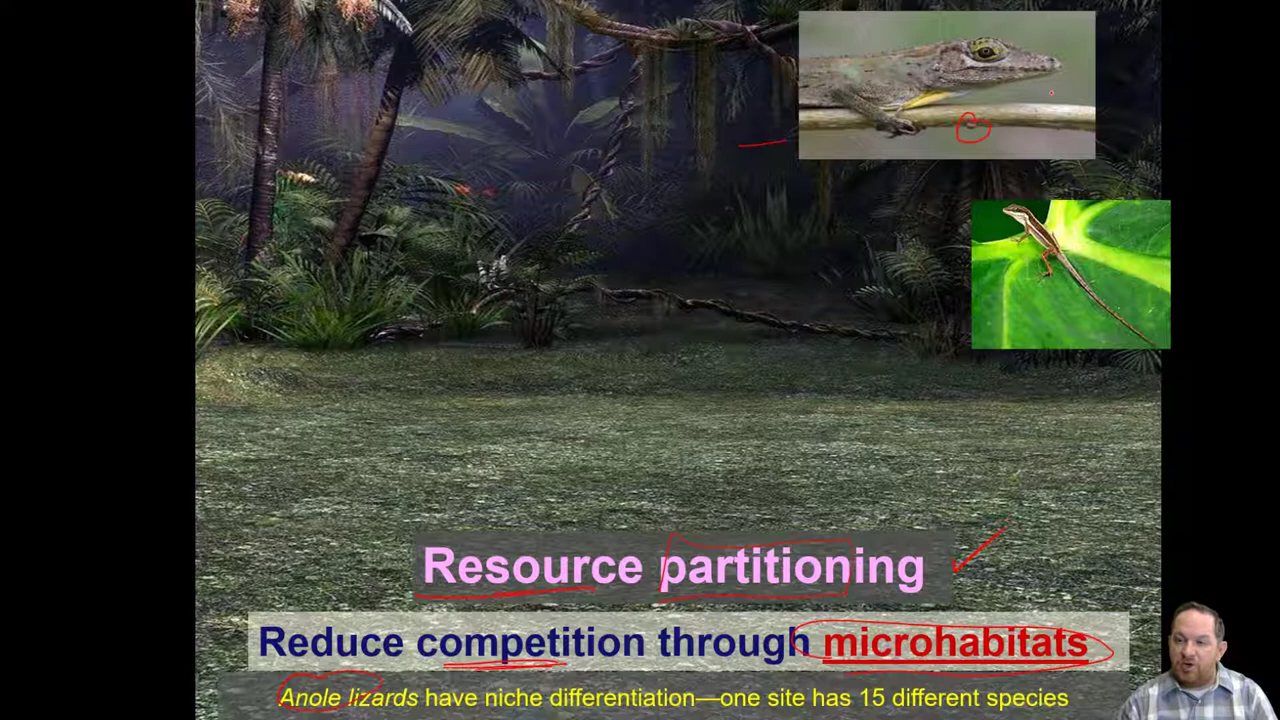 Resource partitioning
Reduce competition through microhabitats
Anole lizards have niche differentiation—one site has 15 different species